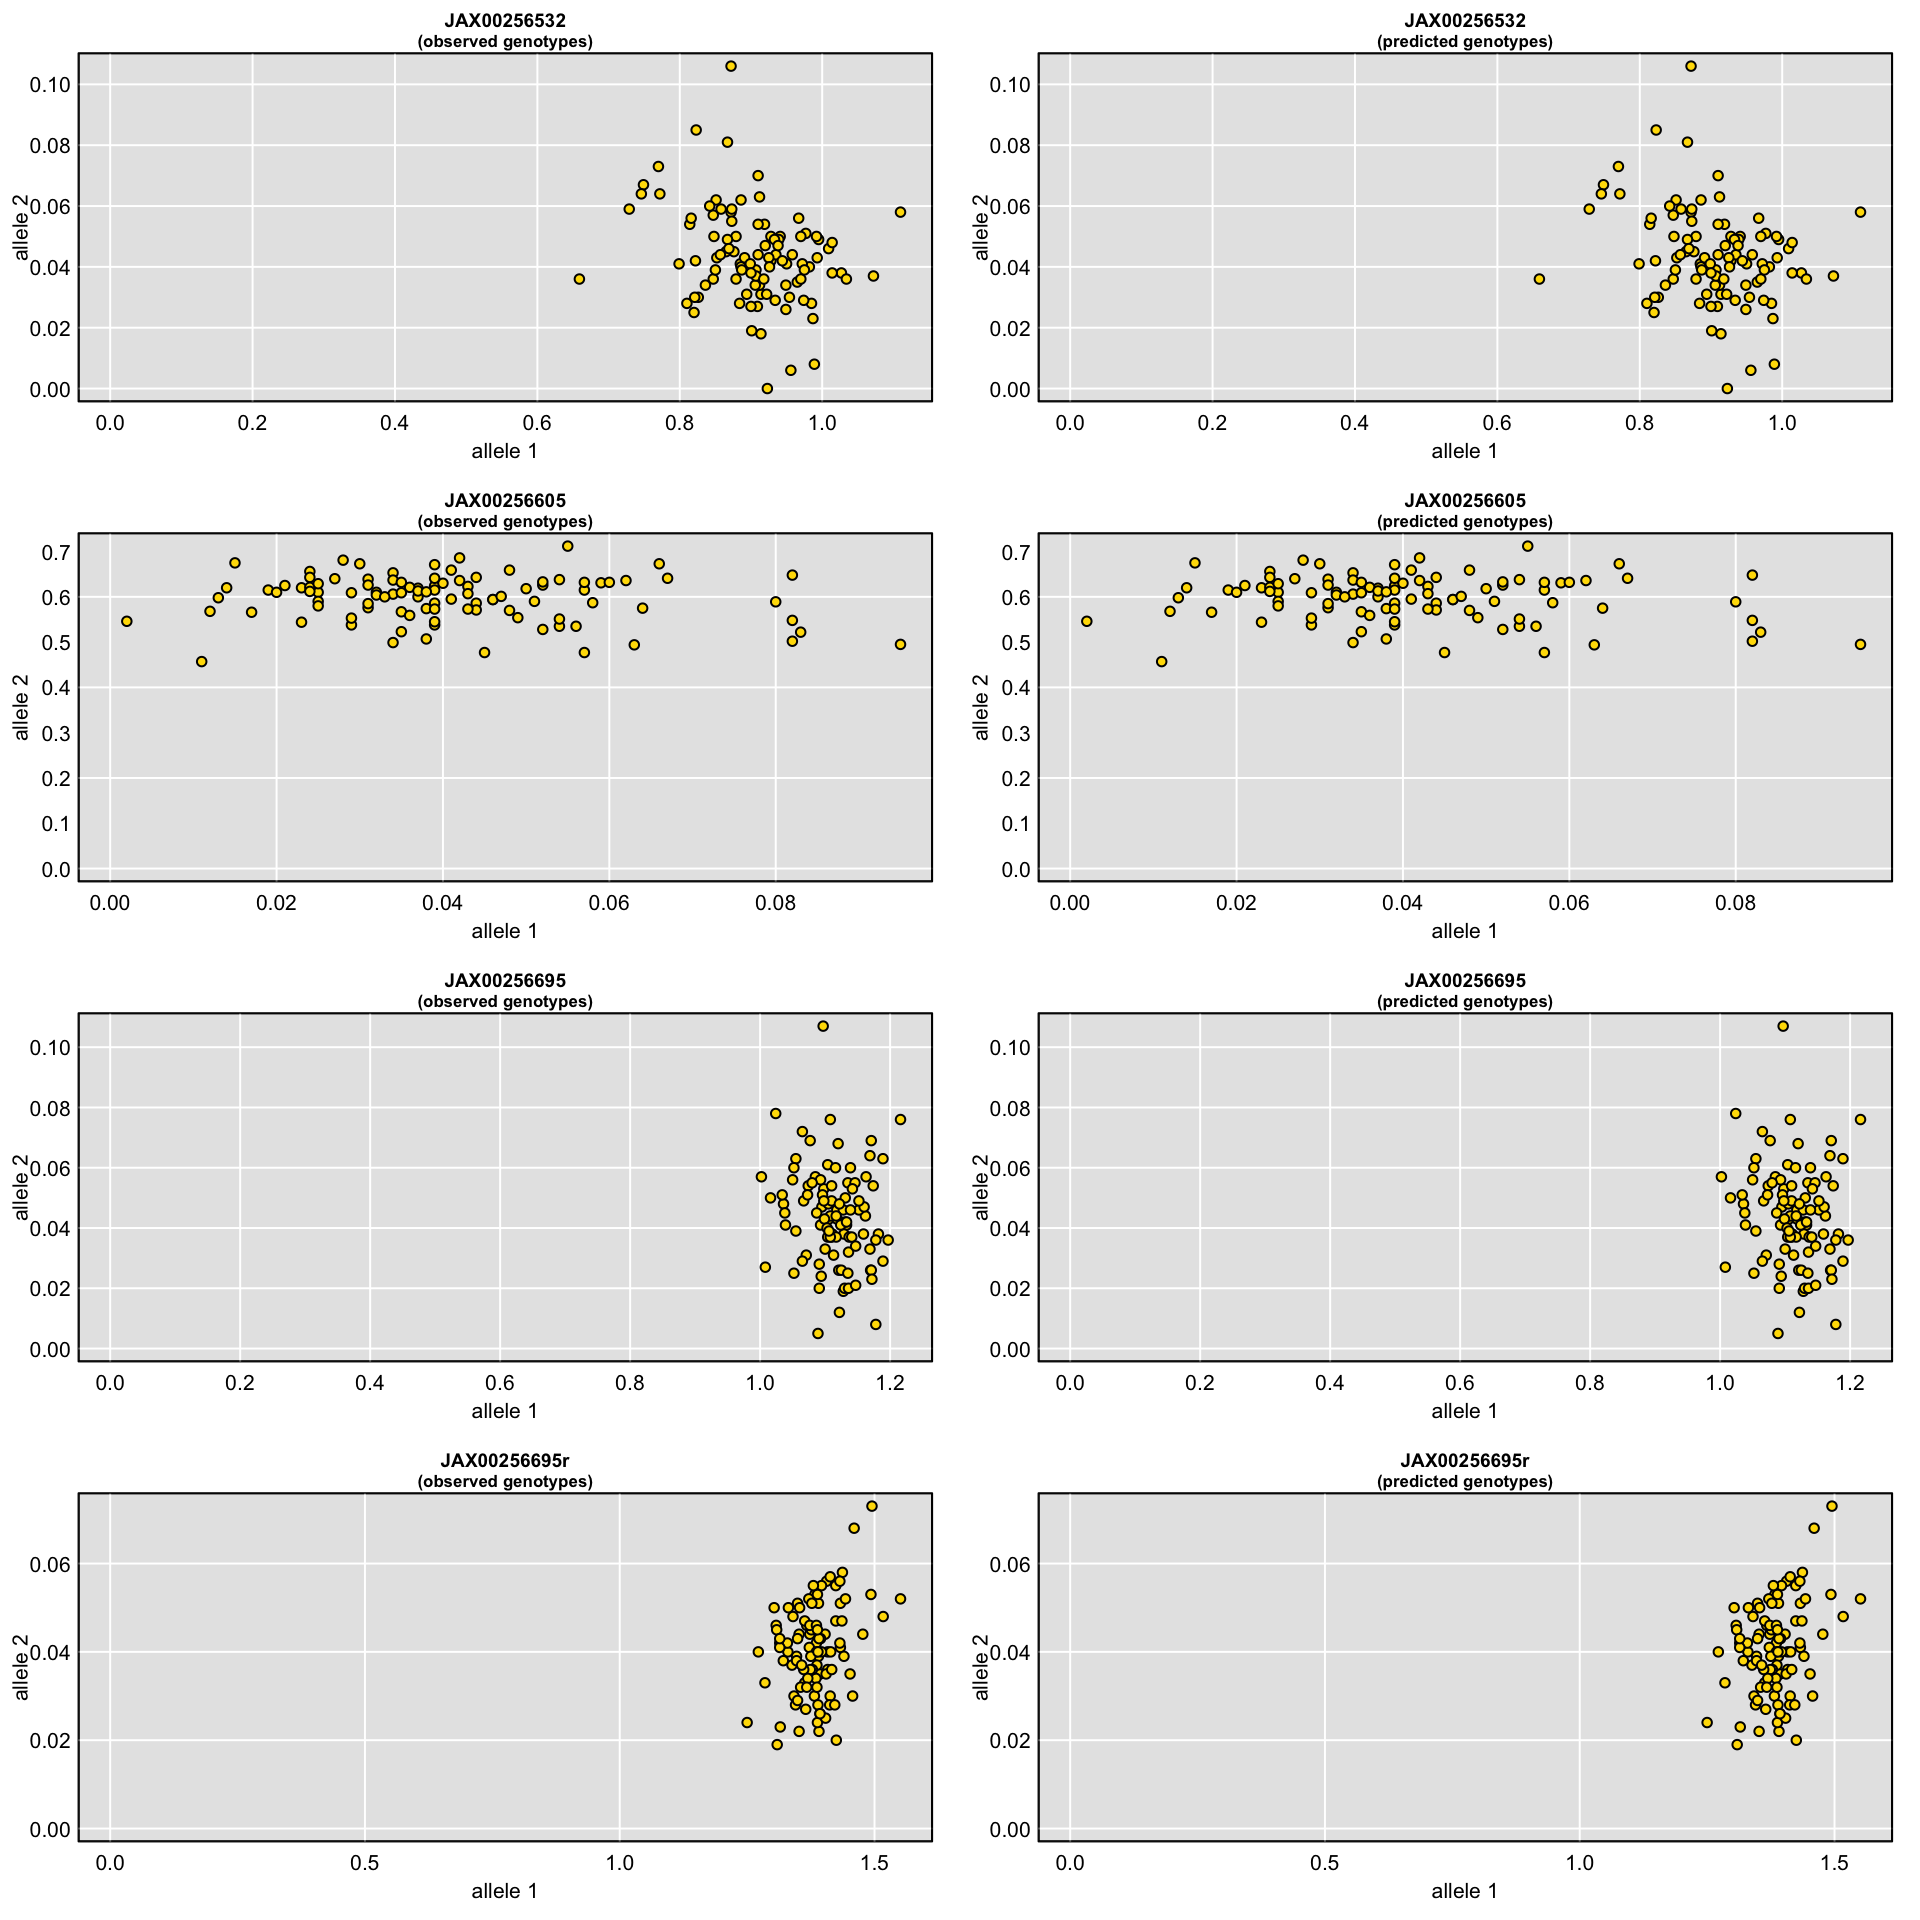 JAX00256532
(observed genotypes)
0.10
0.08
0.06
0.04
0.02
0.00
allele 2
0.0 0.2 0.4 0.6 0.8 1.0
allele 1
JAX00256532
(predicted genotypes)
0.10
0.08
0.06
0.04
0.02
0.00
allele 2
0.0 0.2 0.4 0.6 0.8 1.0
allele 1
JAX00256605
(observed genotypes)
0.7
0.6
0.5
0.4
0.3
0.2
0.1
0.0
allele 2
0.00 0.02 0.04 0.06 0.08
allele 1
JAX00256605
(predicted genotypes)
0.7
0.6
0.5
0.4
0.3
0.2
0.1
0.0
allele 2
0.00 0.02 0.04 0.06 0.08
allele 1
JAX00256695
(observed genotypes)
0.10
0.08
0.06
0.04
0.02
0.00
allele 2
0.0 0.2 0.4 0.6 0.8 1.0 1.2
allele 1
JAX00256695
(predicted genotypes)
0.10
0.08
0.06
0.04
0.02
0.00
allele 2
0.0 0.2 0.4 0.6 0.8 1.0 1.2
allele 1
JAX00256695r
(observed genotypes)
0.06
0.04
0.02
0.00
allele 2
0.0 0.5 1.0 1.5
allele 1
JAX00256695r
(predicted genotypes)
0.06
0.04
0.02
0.00
allele 2
0.0 0.5 1.0 1.5
allele 1